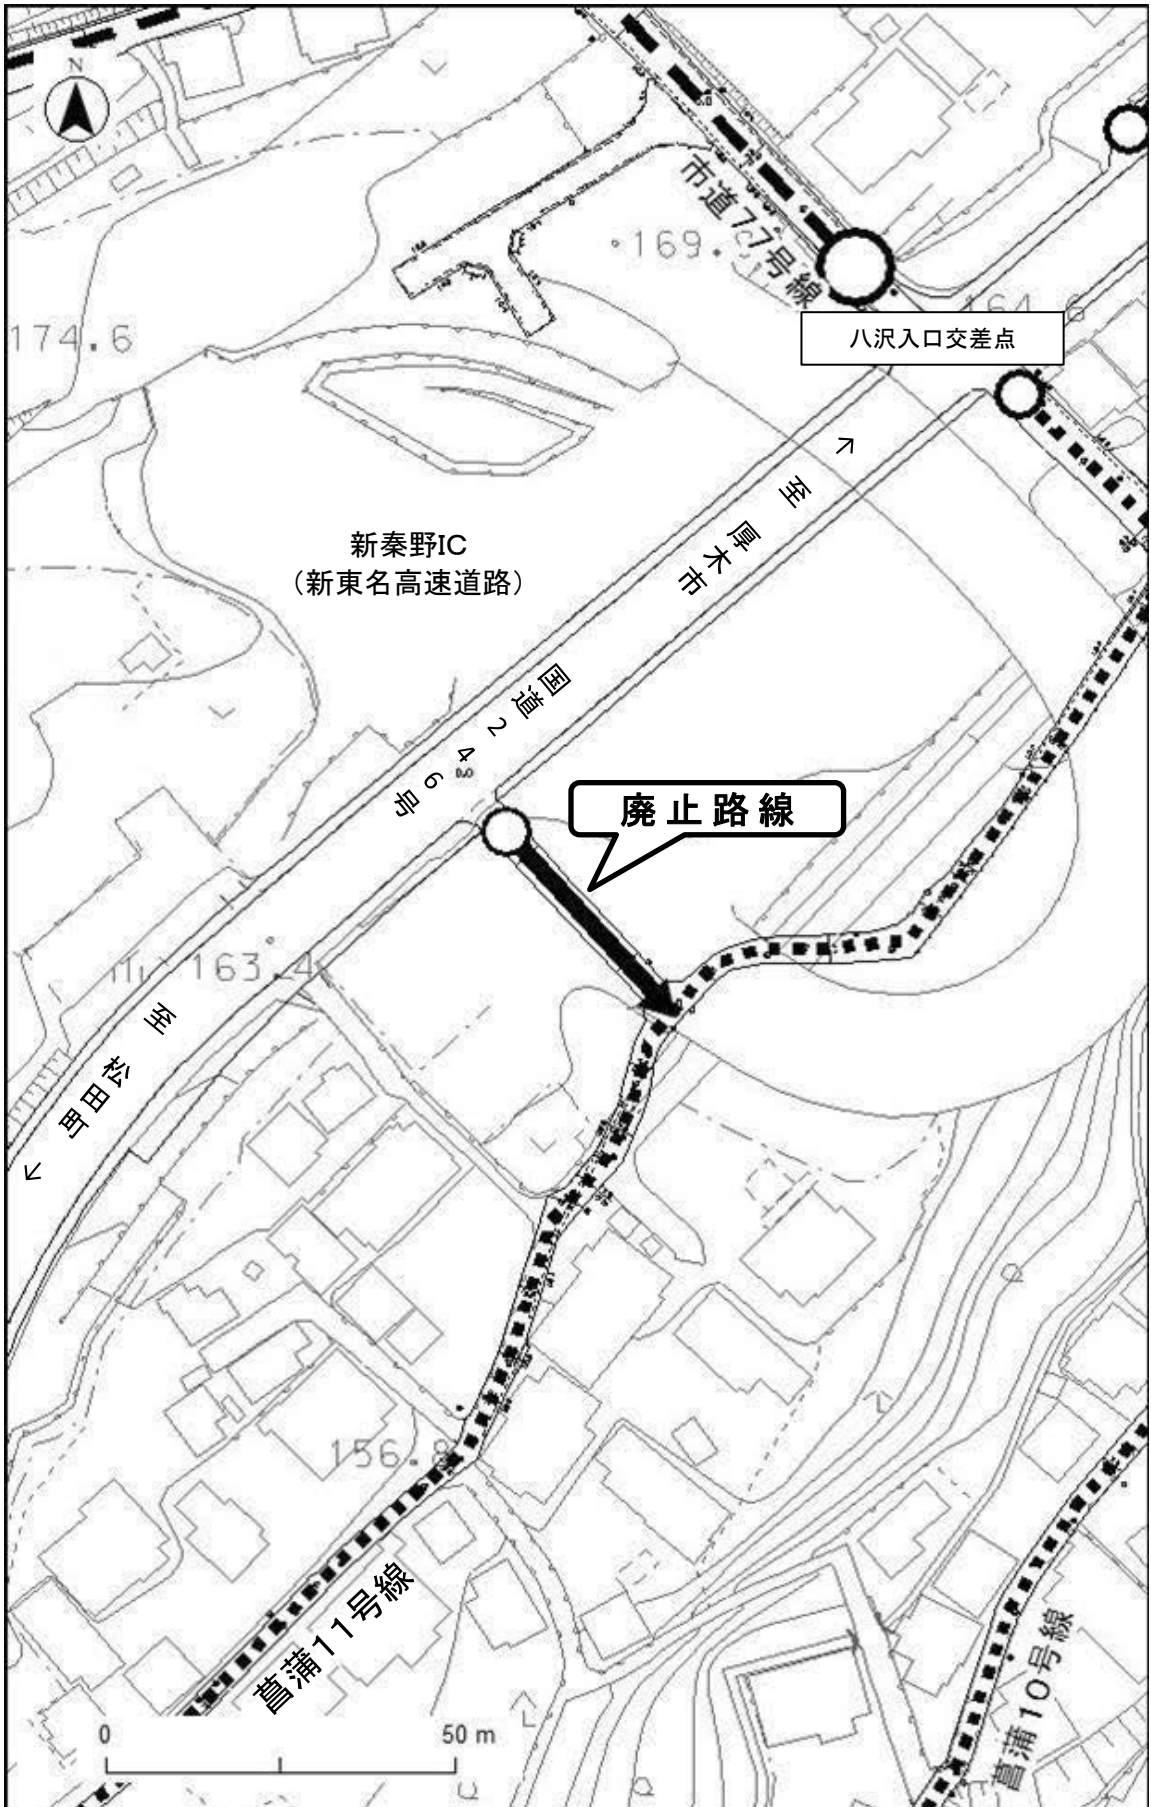 N
市道77号線
169.
164.6
八沢入口交差点
174.6
至厚木市
新秦野IC
(新東名高速道路)
国道246号
0.0
廃止路線
163.4
至松田町
156.8
菖蒲11号線
菖蒲10号線
0
50 m